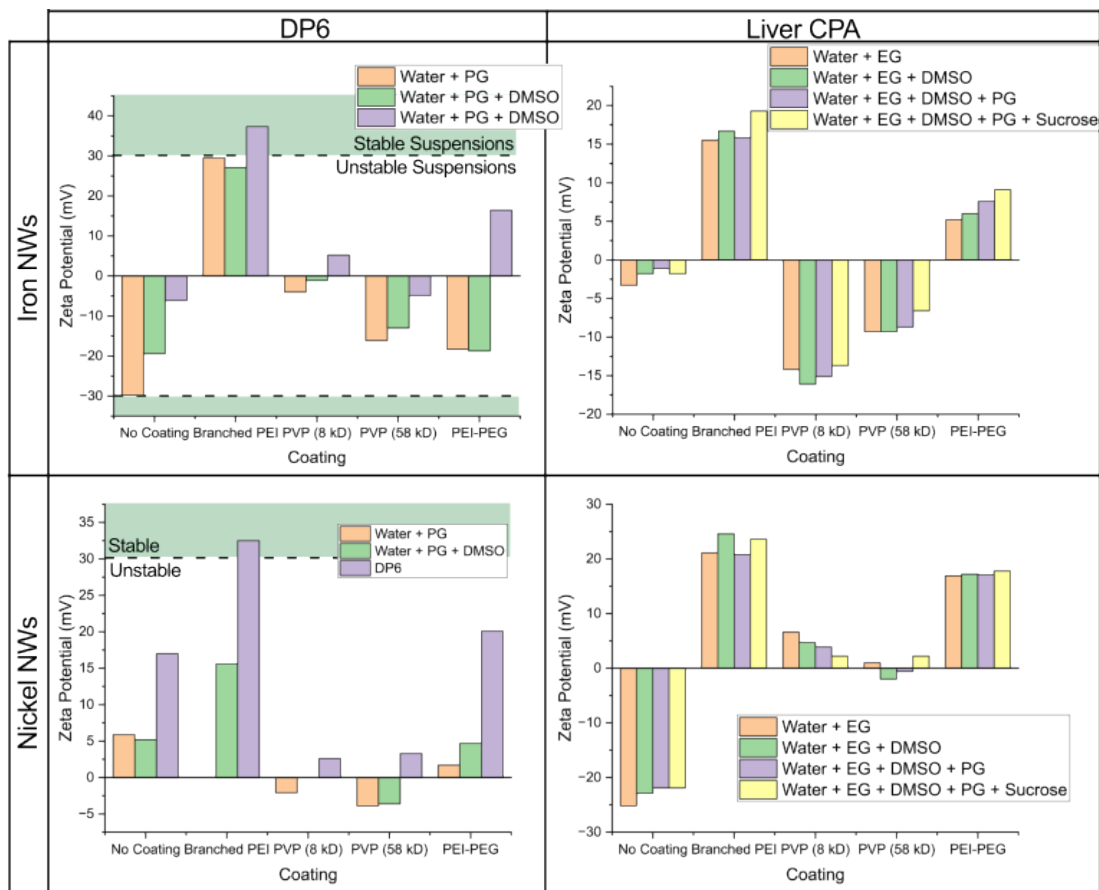 DP6
Liver CPA
Iron NWs
Water + PG
Water + PG + DMSO
Water + PG + DMSO
Stable Suspensions
Unstable Suspensions
40
30
20
10
0
−10
−20
−30
Zeta Potential (mV)
No Coating Branched PEI PVP (8 kD) PVP (58 kD) PEI-PEG
Coating
Water + EG
Water + EG + DMSO
Water + EG + DMSO + PG
Water + EG + DMSO + PG + Sucrose
20
15
10
5
0
−5
−10
−15
−20
Zeta Potential (mV)
No Coating Branched PEI PVP (8 kD) PVP (58 kD) PEI-PEG
Coating
Nickel NWs
Water + PG
Water + PG + DMSO
DP6
Stable
Unstable
35
30
25
20
15
10
5
0
−5
Zeta Potential (mV)
No Coating Branched PEI PVP (8 kD) PVP (58 kD) PEI-PEG
Coating
30
20
10
0
−10
−20
−30
Zeta Potential (mV)
Water + EG
Water + EG + DMSO
Water + EG + DMSO + PG
Water + EG + DMSO + PG + Sucrose
No Coating Branched PEI PVP (8 kD) PVP (58 kD) PEI-PEG
Coating